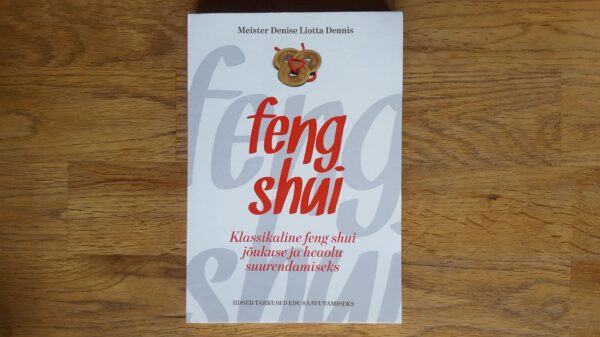 Meister Denise Liotta Dennis
feng
shui
Klassikaline feng shui
jõukuse ja heaolu
suurendamiseks
IIDSED TARKUSED EDU SAAVUTAMISEKS